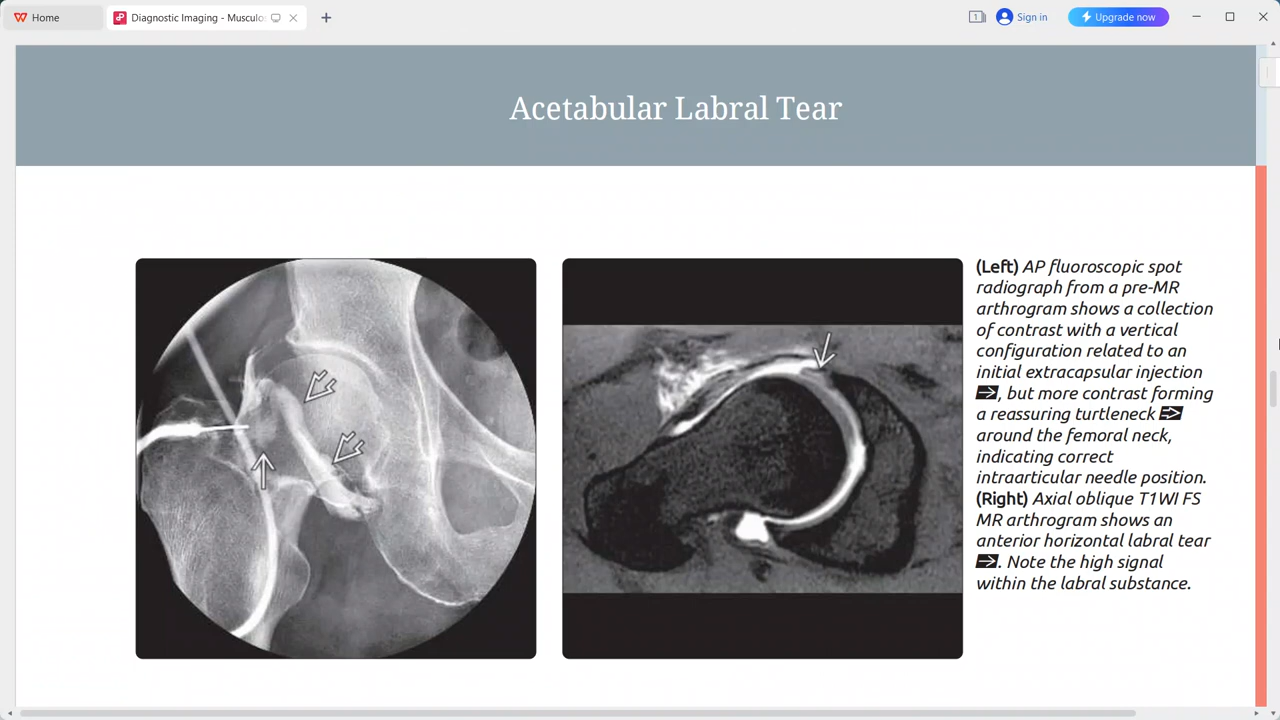 Home
Diagnostic Imaging - Musculos
1
Sign in
Upgrade now
Acetabular Labral Tear
(Left) AP fluoroscopic spot
radiograph from a pre-MR
arthrogram shows a collection
of contrast with a vertical
configuration related to an
initial extracapsular injection
, but more contrast forming
a reassuring turtleneck
around the femoral neck,
indicating correct
intraarticular needle position.
(Right) Axial oblique T1WI FS
MR arthrogram shows an
anterior horizontal labral tear
. Note the high signal
within the labral substance.